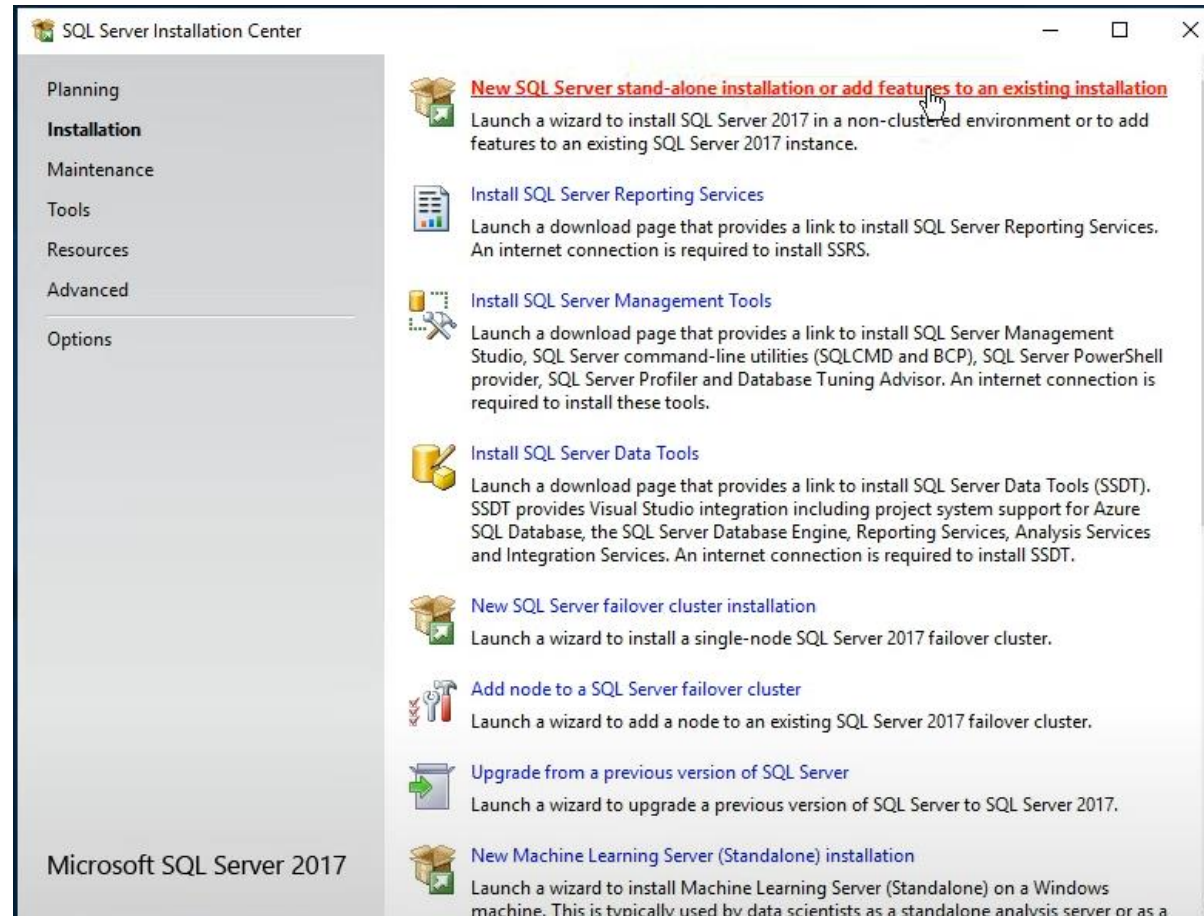 SQL Server Installation Center
Planning
Installation
Maintenance
Tools
Resources
Advanced
Options
Microsoft SQL Server 2017
New SQL Server stand-alone installation or add features to an existing installation
Launch a wizard to install SQL Server 2017 in a non-clustered environment or to add
features to an existing SQL Server 2017 instance.
Install SQL Server Reporting Services
Launch a download page that provides a link to install SQL Server Reporting Services.
An internet connection is required to install SSRS.
Install SQL Server Management Tools
Launch a download page that provides a link to install SQL Server Management
Studio, SQL Server command-line utilities (SQLCMD and BCP), SQL Server PowerShell
provider, SQL Server Profiler and Database Tuning Advisor. An internet connection is
required to install these tools.
Install SQL Server Data Tools
Launch a download page that provides a link to install SQL Server Data Tools (SSDT).
SSDT provides Visual Studio integration including project system support for Azure
SQL Database, the SQL Server Database Engine, Reporting Services, Analysis Services
and Integration Services. An internet connection is required to install SSDT.
New SQL Server failover cluster installation
Launch a wizard to install a single-node SQL Server 2017 failover cluster.
Add node to a SQL Server failover cluster
Launch a wizard to add a node to an existing SQL Server 2017 failover cluster.
Upgrade from a previous version of SQL Server
Launch a wizard to upgrade a previous version of SQL Server to SQL Server 2017.
New Machine Learning Server (Standalone) installation
Launch a wizard to install Machine Learning Server (Standalone) on a Windows
machine. This is typically used by data scientists as a standalone analysis server or as a